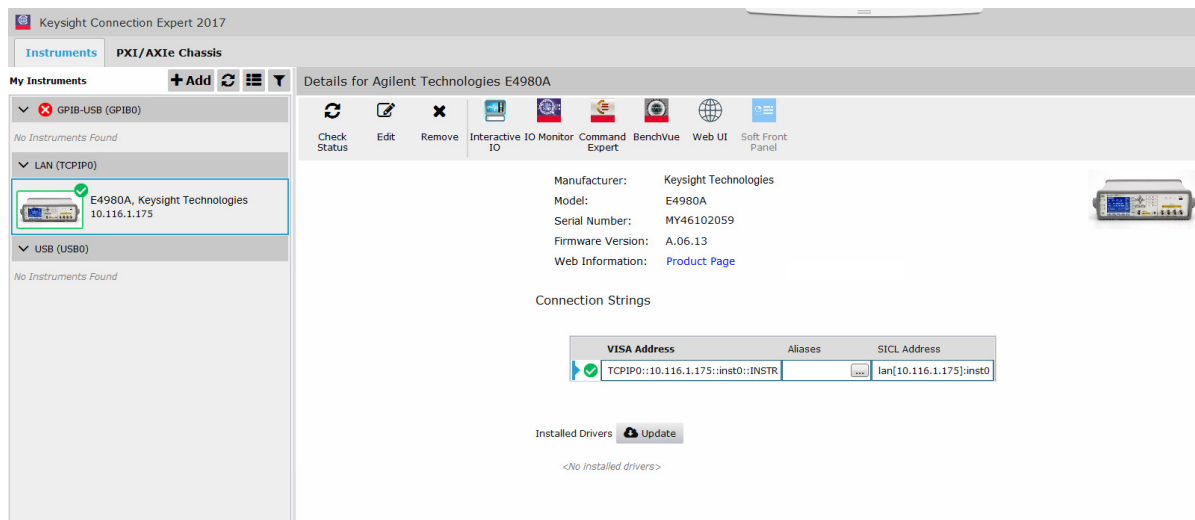 Keysight Connection Expert 2017
Instruments PXI/AXIe Chassis
My Instruments
Add
GPIB-USB (GPIB0)
No Instruments Found
LAN (TCPIP0)
E4980A, Keysight Technologies
10.116.1.175
USB (USB0)
No Instruments Found
Details for Agilent Technologies E4980A
Check Status
Edit
Remove
Interactive IO
IO Monitor
Command Expert
BenchVue
Web UI
Soft Front Panel
Manufacturer: Keysight Technologies
Model: E4980A
Serial Number: MY46102059
Firmware Version: A.06.13
Web Information: Product Page
Connection Strings
VISA Address Aliases SICL Address
TCPIP0::10.116.1.175::inst0::INSTR ... lan[10.116.1.175]:inst0
Installed Drivers Update
<No installed drivers>